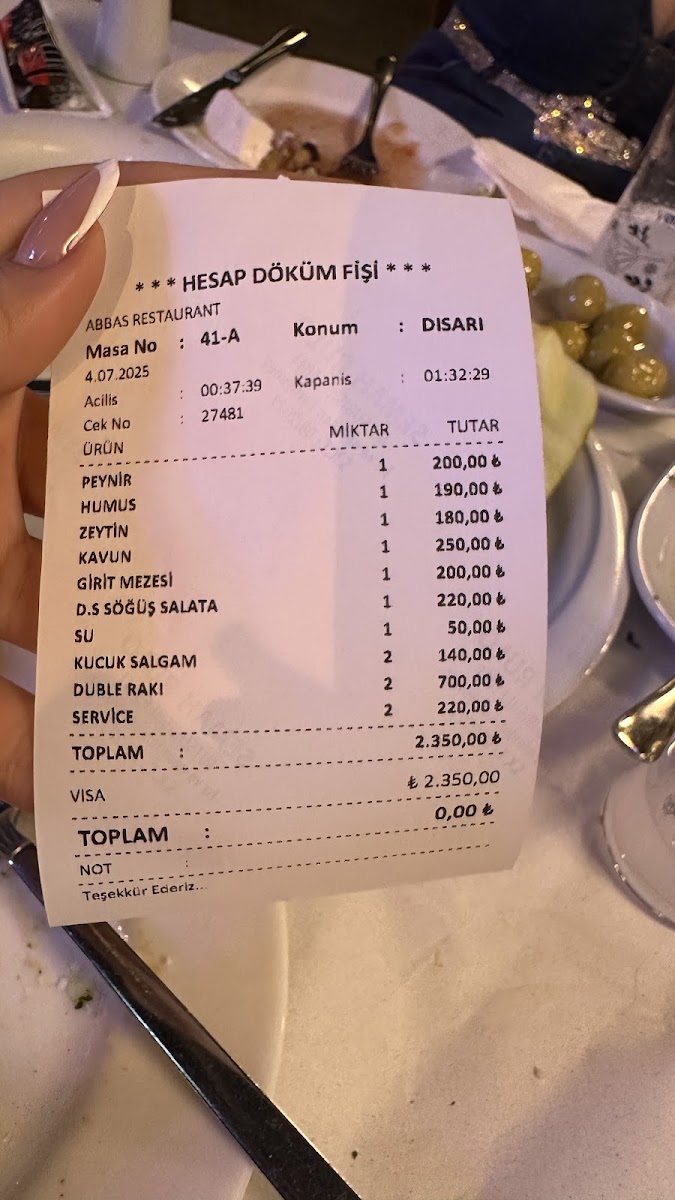 * * * HESAP DÖKÜM FİŞİ * * *
ABBAS RESTAURANT
Masa No : 41-A Konum : DISARI
4.07.2025
Acilis : 00:37:39 Kapanis : 01:32:29
Cek No : 27481
ÜRÜN MİKTAR TUTAR
PEYNİR 1 200,00 ₺
HUMUS 1 190,00 ₺
ZEYTİN 1 180,00 ₺
KAVUN 1 250,00 ₺
GİRİT MEZESİ 1 200,00 ₺
D.S SÖĞÜŞ SALATA 1 220,00 ₺
SU 1 50,00 ₺
KUCUK SALGAM 2 140,00 ₺
DUBLE RAKI 2 700,00 ₺
SERVİCE 2 220,00 ₺
TOPLAM : 2.350,00 ₺
VISA ₺ 2.350,00
TOPLAM : 0,00 ₺
NOT :
Teşekkür Ederiz...